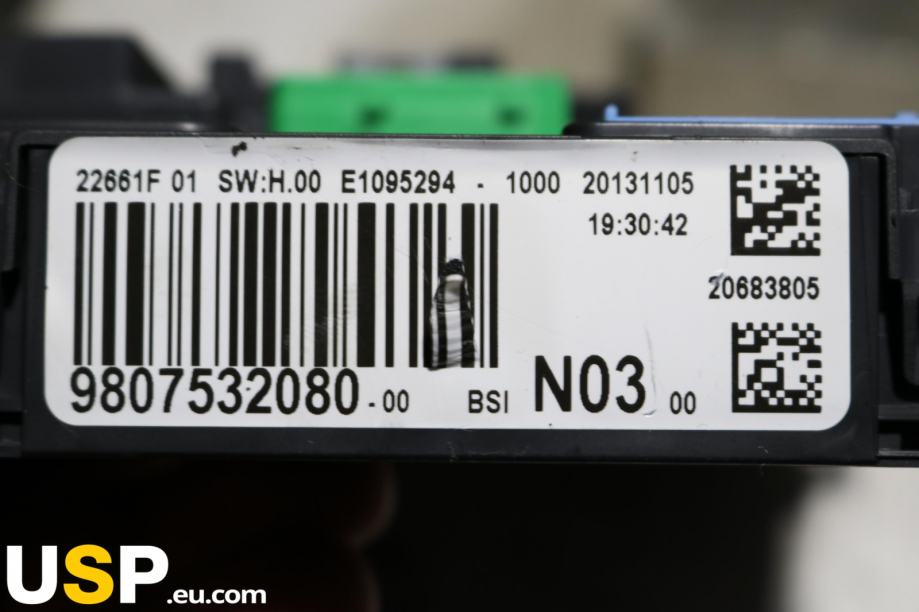 22661F 01 SW:H.00 E1095294 - 1000 20131105
19:30:42
20683805
9807532080-00 BSI N03 00
USP.eu.com